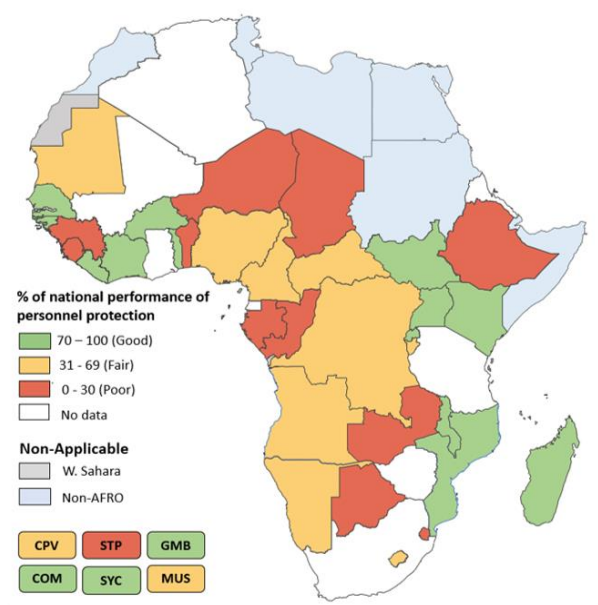 % of national performance of
personnel protection
70 – 100 (Good)
31 - 69 (Fair)
0 - 30 (Poor)
No data
Non-Applicable
W. Sahara
Non-AFRO
CPV STP GMB
COM SYC MUS